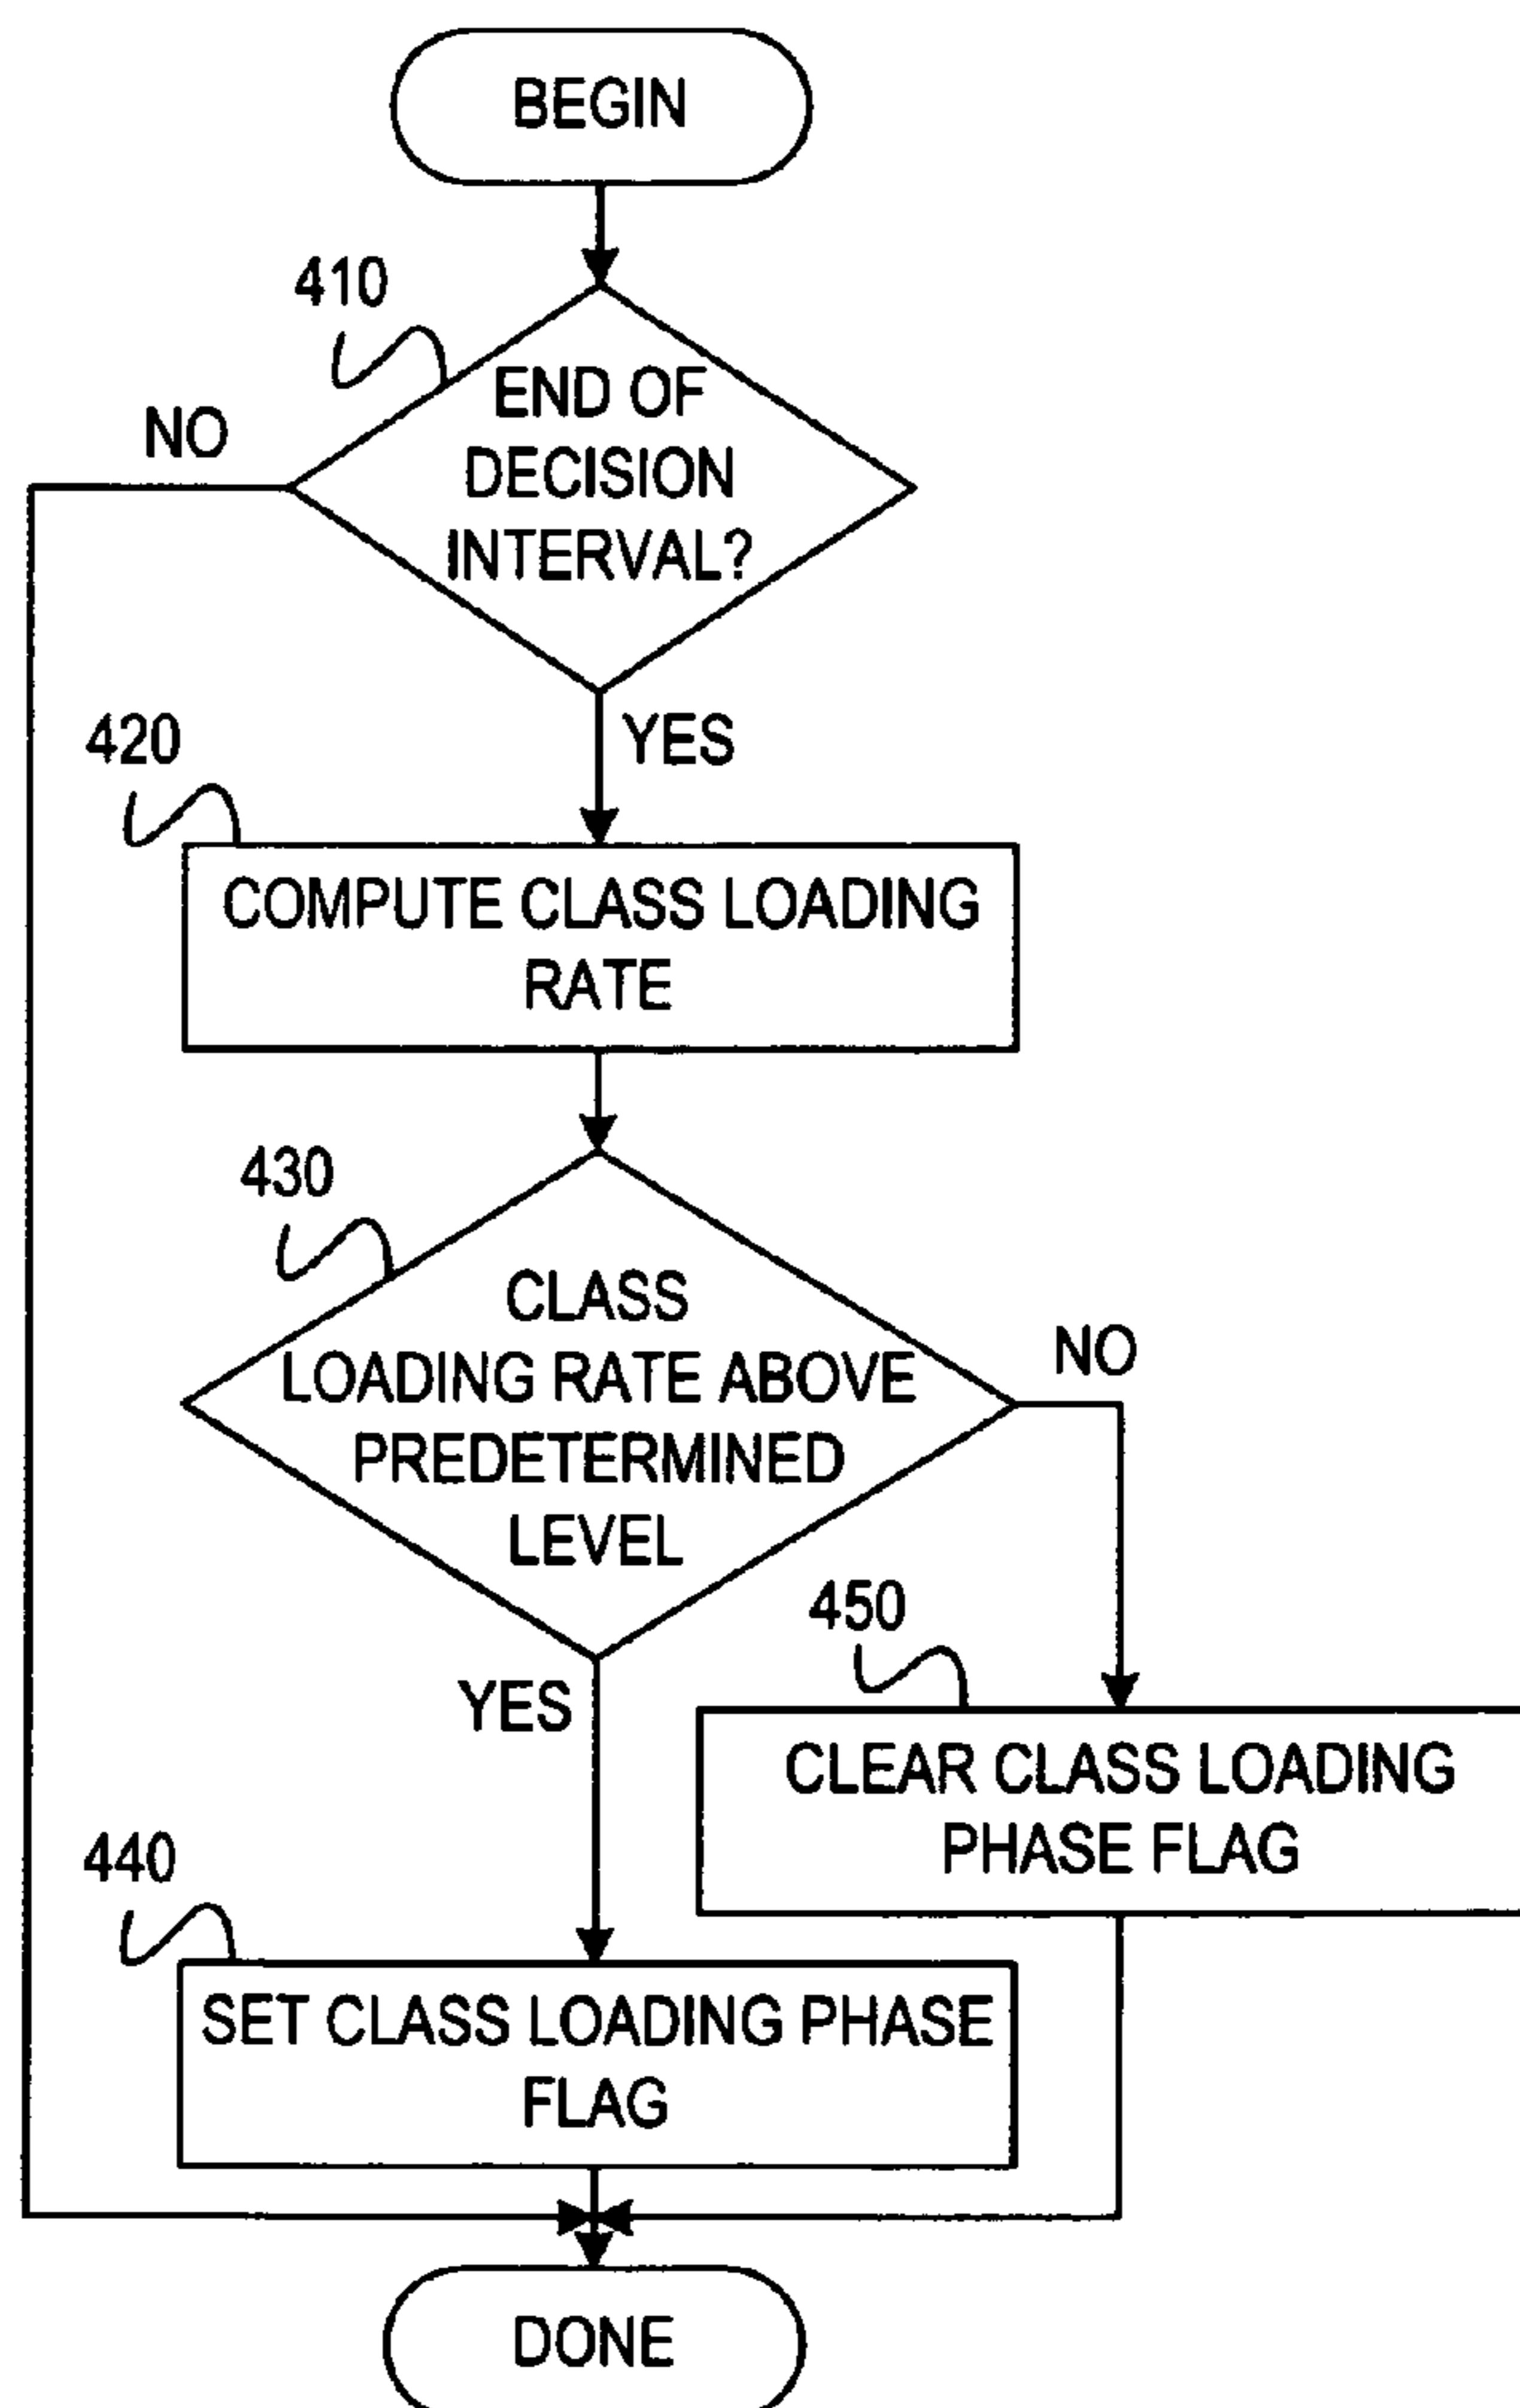 BEGIN
410
END OF
DECISION
INTERVAL?
NO
YES
420
COMPUTE CLASS LOADING
RATE
430
CLASS
LOADING RATE ABOVE
PREDETERMINED
LEVEL
NO
YES
450
CLEAR CLASS LOADING
PHASE FLAG
440
SET CLASS LOADING PHASE
FLAG
DONE